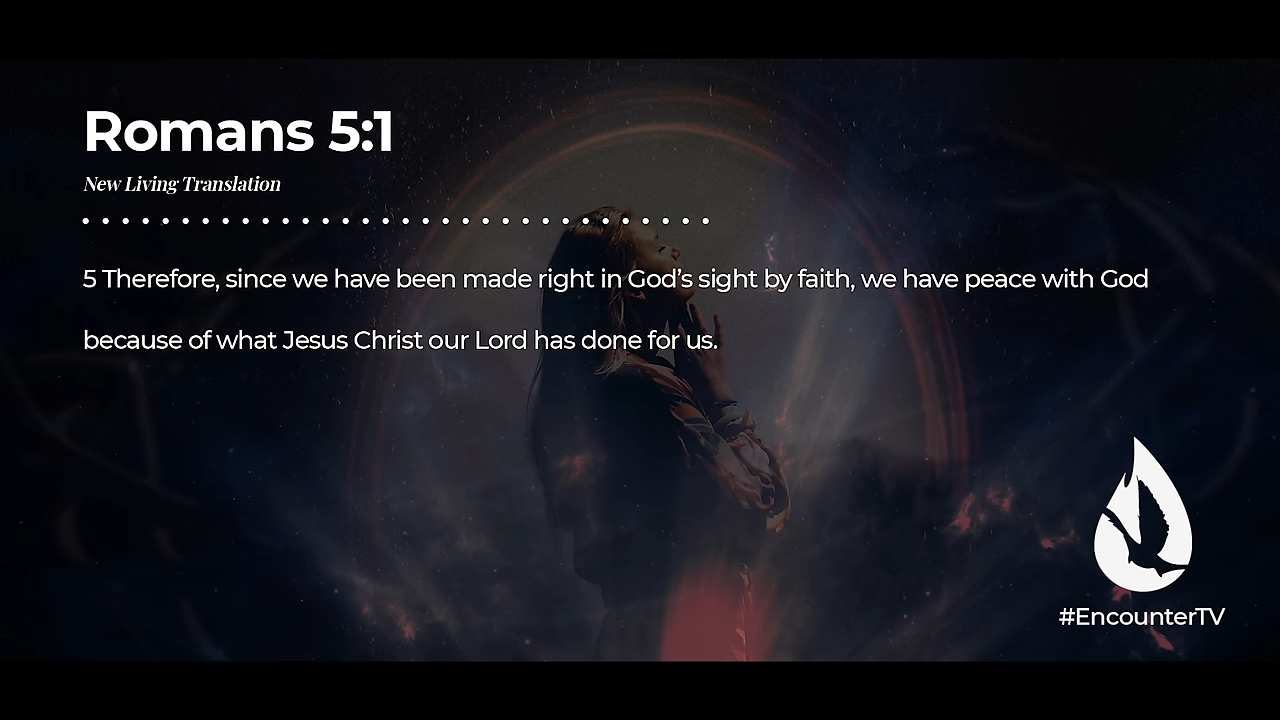 Romans 5:1
New Living Translation
5 Therefore, since we have been made right in God’s sight by faith, we have peace with God
because of what Jesus Christ our Lord has done for us.
#EncounterTV